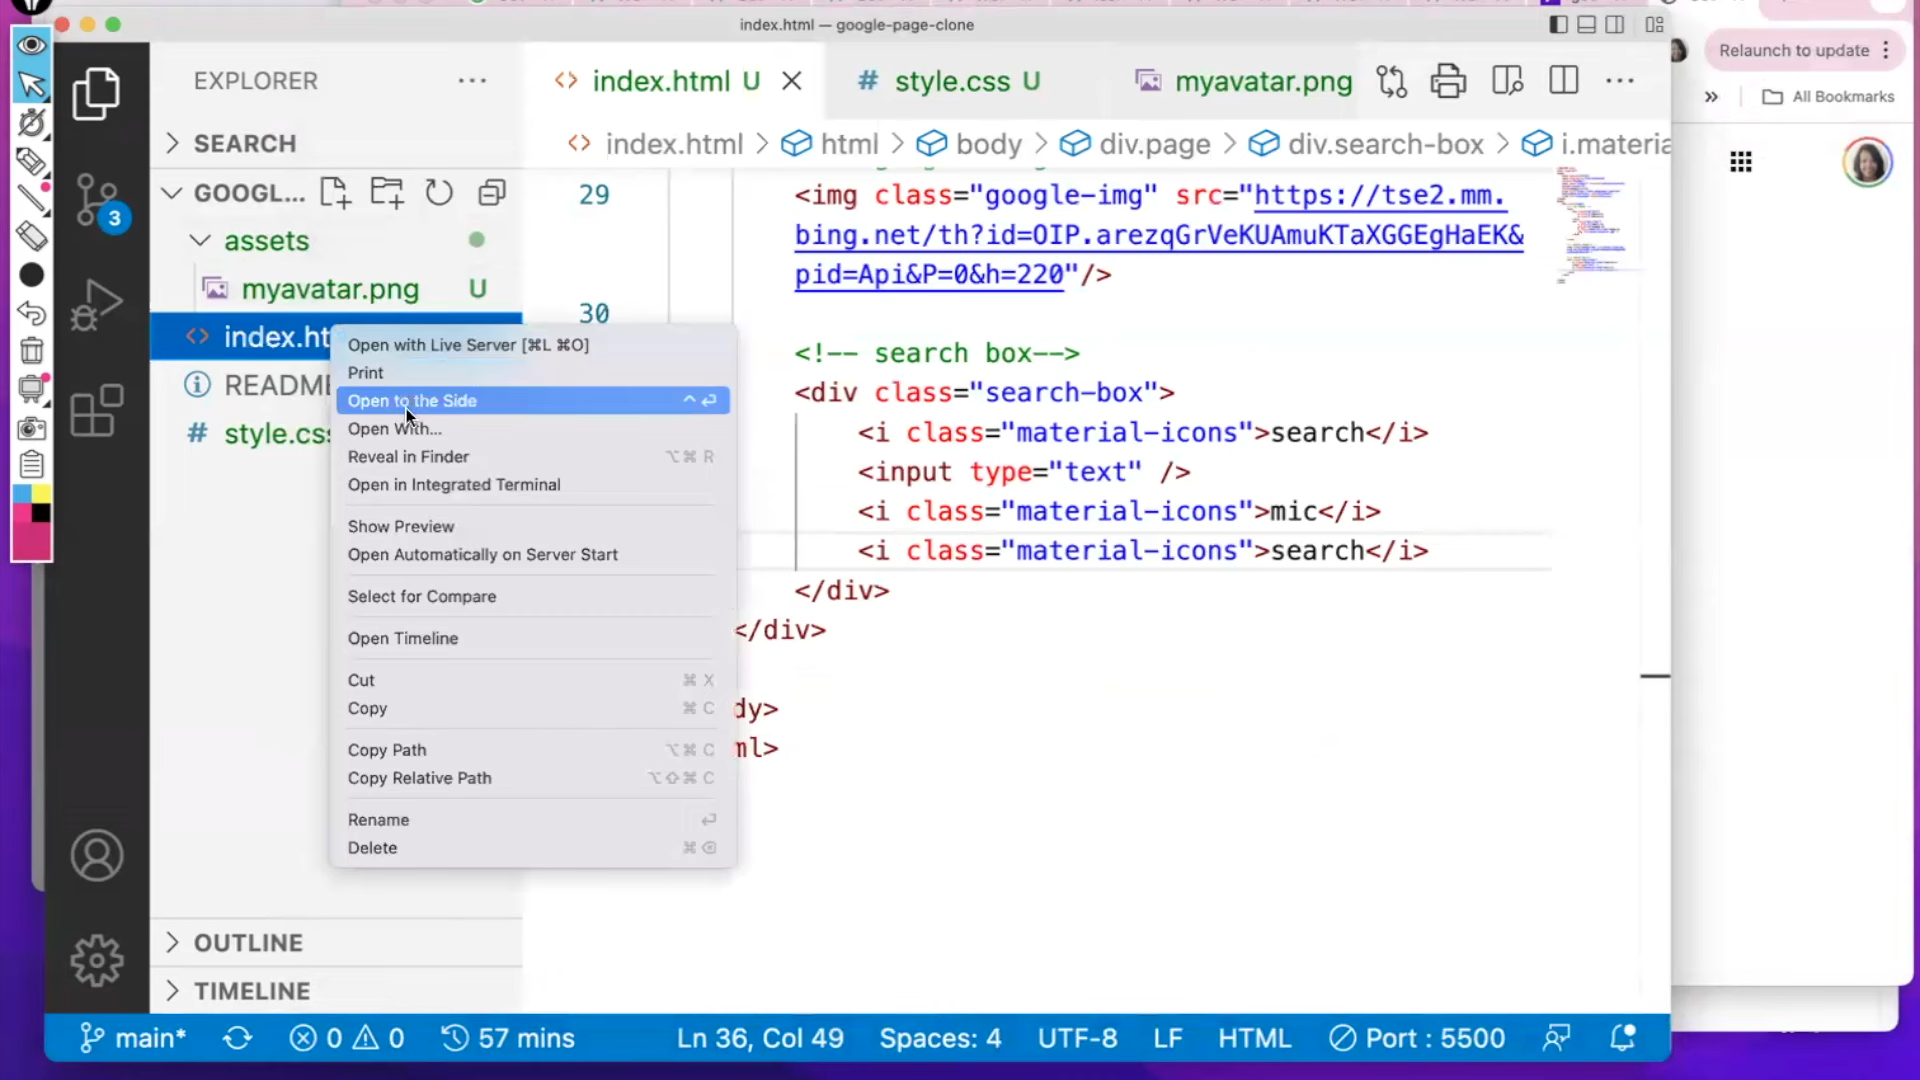 index.html — google-page-clone
Relaunch to update
EXPLORER
index.html U
# style.css U
myavatar.png
All Bookmarks
SEARCH
index.html > html > body > div.page > div.search-box > i.materia
GOOGL...
29
<img class="google-img" src="https://tse2.mm.
bing.net/th?id=OIP.arezqGrVeKUAmuKTaXGGEgHaEK&
pid=Api&P=0&h=220"/>
assets
myavatar.png U
30
index.ht
README
# style.cs
3
Open with Live Server [⌘L ⌘O]
Print
Open to the Side ^ ⏎
Open With...
Reveal in Finder ⌥⌘ R
Open in Integrated Terminal
Show Preview
Open Automatically on Server Start
Select for Compare
Open Timeline
Cut ⌘ X
Copy ⌘ C
Copy Path ⌥⌘ C
Copy Relative Path ⌥⇧⌘ C
Rename ⏎
Delete ⌘ ⌫
<!-- search box-->
<div class="search-box">
<i class="material-icons">search</i>
<input type="text" />
<i class="material-icons">mic</i>
<i class="material-icons">search</i>
</div>
</div>
dy>
ml>
OUTLINE
TIMELINE
main* 0 0 57 mins Ln 36, Col 49 Spaces: 4 UTF-8 LF HTML Port : 5500